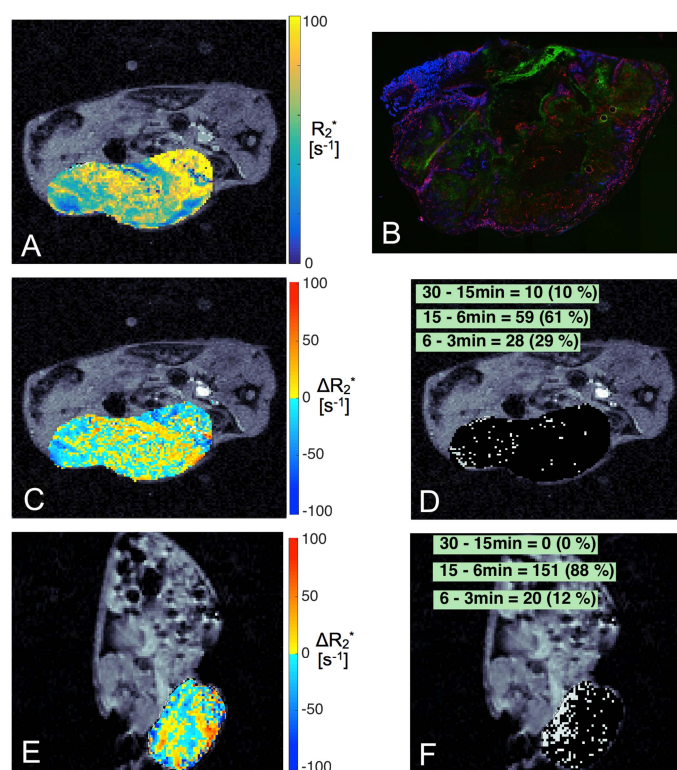 100
R2*
[s-1]
0
A
B
100
50
ΔR2*
0
[s-1]
-50
-100
C
30 - 15min = 10 (10 %)
15 - 6min = 59 (61 %)
6 - 3min = 28 (29 %)
D
100
50
ΔR2*
0
[s-1]
-50
-100
E
30 - 15min = 0 (0 %)
15 - 6min = 151 (88 %)
6 - 3min = 20 (12 %)
F